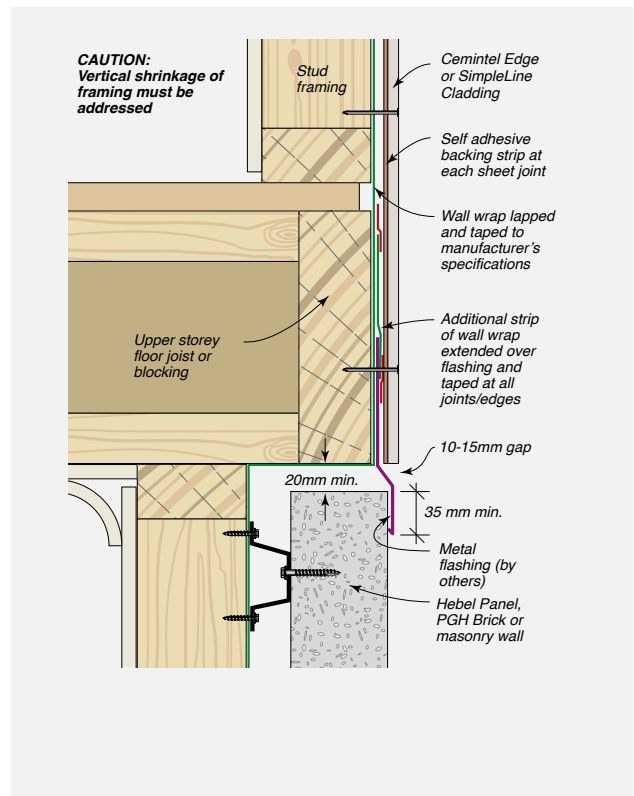 CAUTION:
Vertical shrinkage of
framing must be
addressed
Stud
framing
Cemintel Edge
or SimpleLine
Cladding
Self adhesive
backing strip at
each sheet joint
Wall wrap lapped
and taped to
manufacturer's
specifications
Additional strip
of wall wrap
extended over
flashing and
taped at all
joints/edges
Upper storey
floor joist or
blocking
10-15mm gap
20mm min.
35 mm min.
Metal
flashing (by
others)
Hebel Panel,
PGH Brick or
masonry wall